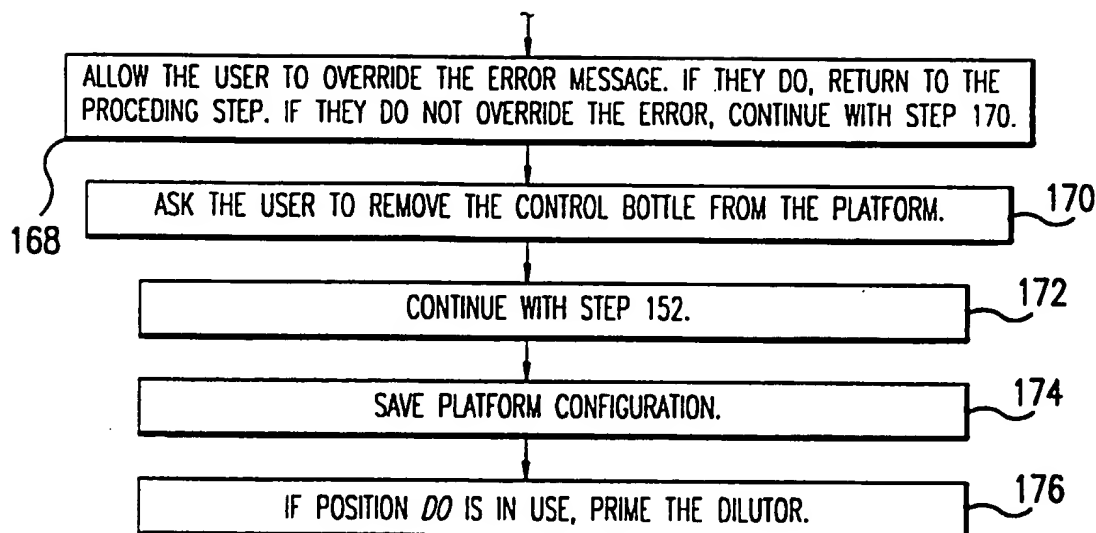 ALLOW THE USER TO OVERRIDE THE ERROR MESSAGE. IF THEY DO, RETURN TO THE
PROCEDING STEP. IF THEY DO NOT OVERRIDE THE ERROR, CONTINUE WITH STEP 170.
168
ASK THE USER TO REMOVE THE CONTROL BOTTLE FROM THE PLATFORM.
170
CONTINUE WITH STEP 152.
172
SAVE PLATFORM CONFIGURATION.
174
IF POSITION DO IS IN USE, PRIME THE DILUTOR.
176